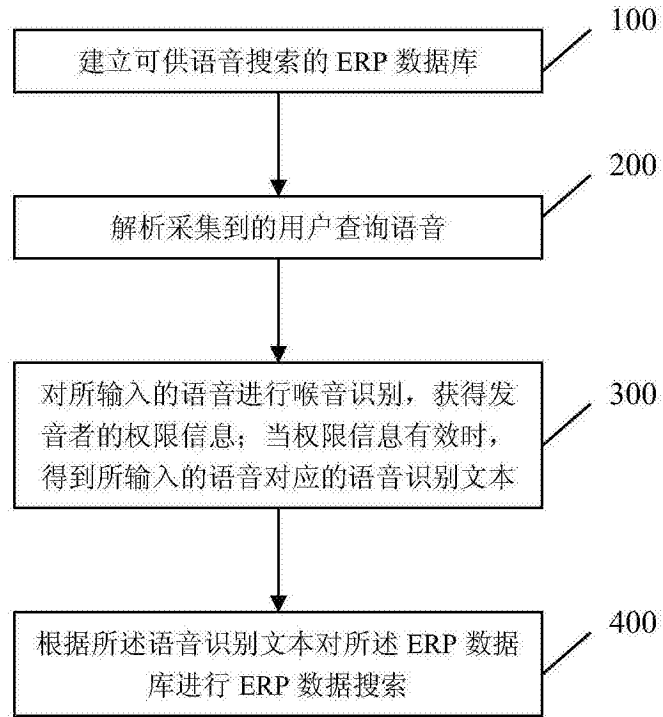 100
建立可供语音搜索的 ERP 数据库
200
解析采集到的用户查询语音
300
对所输入的语音进行喉音识别，获得发
音者的权限信息；当权限信息有效时，
得到所输入的语音对应的语音识别文本
400
根据所述语音识别文本对所述 ERP 数据
库进行 ERP 数据搜索